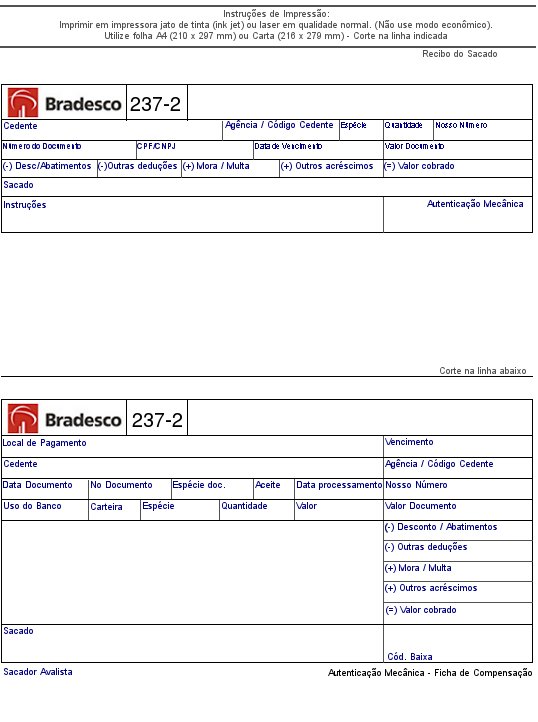 Instruções de Impressão:
Imprimir em impressora jato de tinta (ink jet) ou laser em qualidade normal. (Não use modo econômico).
Utilize folha A4 (210 x 297 mm) ou Carta (216 x 279 mm) - Corte na linha indicada
Recibo do Sacado
Bradesco 237-2
Cedente Agência / Código Cedente Espécie Quantidade Nosso Número
Número do Documento CPF/CNPJ Data de Vencimento Valor Documento
(-) Desc/Abatimentos (-)Outras deduções (+) Mora / Multa (+) Outros acréscimos (=) Valor cobrado
Sacado
Instruções Autenticação Mecânica
Corte na linha abaixo
Bradesco 237-2
Local de Pagamento Vencimento
Cedente Agência / Código Cedente
Data Documento No Documento Espécie doc. Aceite Data processamento Nosso Número
Uso do Banco Carteira Espécie Quantidade Valor Valor Documento
(-) Desconto / Abatimentos
(-) Outras deduções
(+) Mora / Multa
(+) Outros acréscimos
(=) Valor cobrado
Sacado
Cód. Baixa
Sacador Avalista Autenticação Mecânica - Ficha de Compensação